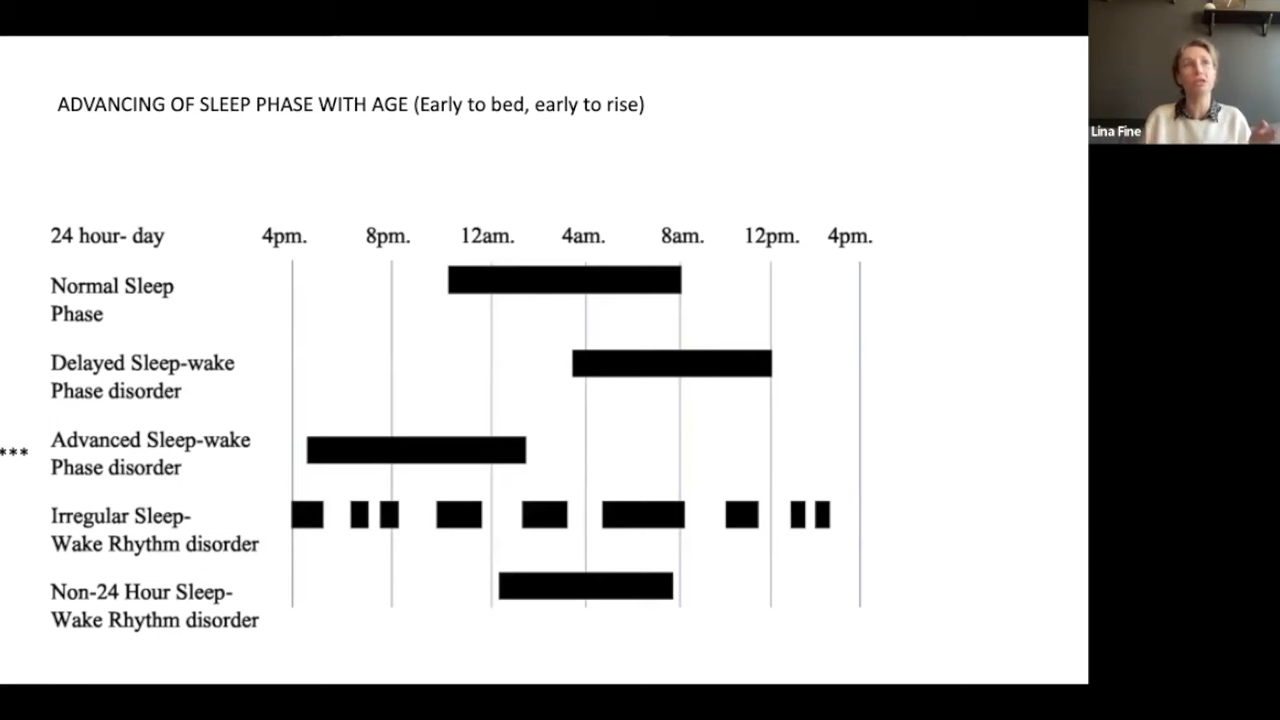 ADVANCING OF SLEEP PHASE WITH AGE (Early to bed, early to rise)
Lina Fine
24 hour- day 4pm. 8pm. 12am. 4am. 8am. 12pm. 4pm.
Normal Sleep
Phase
Delayed Sleep-wake
Phase disorder
*** Advanced Sleep-wake
Phase disorder
Irregular Sleep-
Wake Rhythm disorder
Non-24 Hour Sleep-
Wake Rhythm disorder